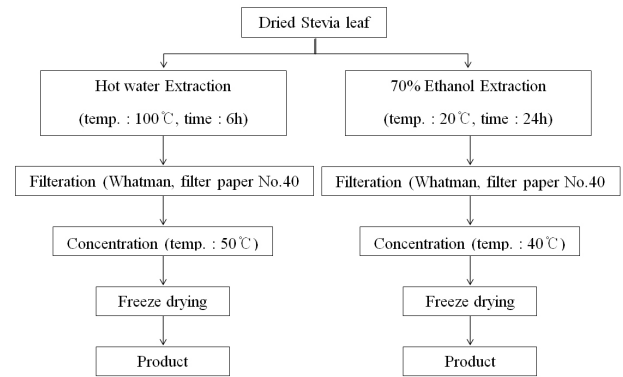 Dried Stevia leaf
Hot water Extraction
(temp. : 100℃, time : 6h)
70% Ethanol Extraction
(temp. : 20℃, time : 24h)
Filteration (Whatman, filter paper No.40
Filteration (Whatman, filter paper No.40
Concentration (temp. : 50℃)
Concentration (temp. : 40℃)
Freeze drying
Freeze drying
Product
Product